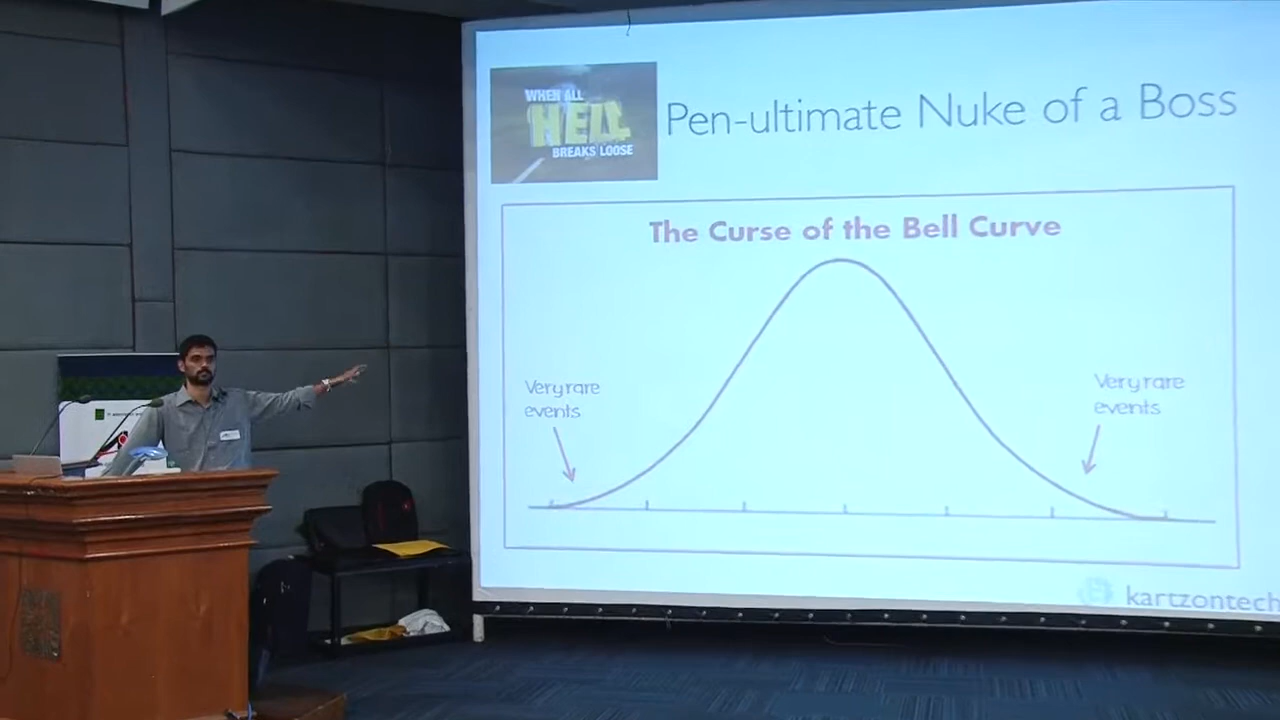 WHEN ALL
HELL
BREAKS LOOSE
Pen-ultimate Nuke of a Boss
The Curse of the Bell Curve
Very rare
events
Very rare
events
kartzontech